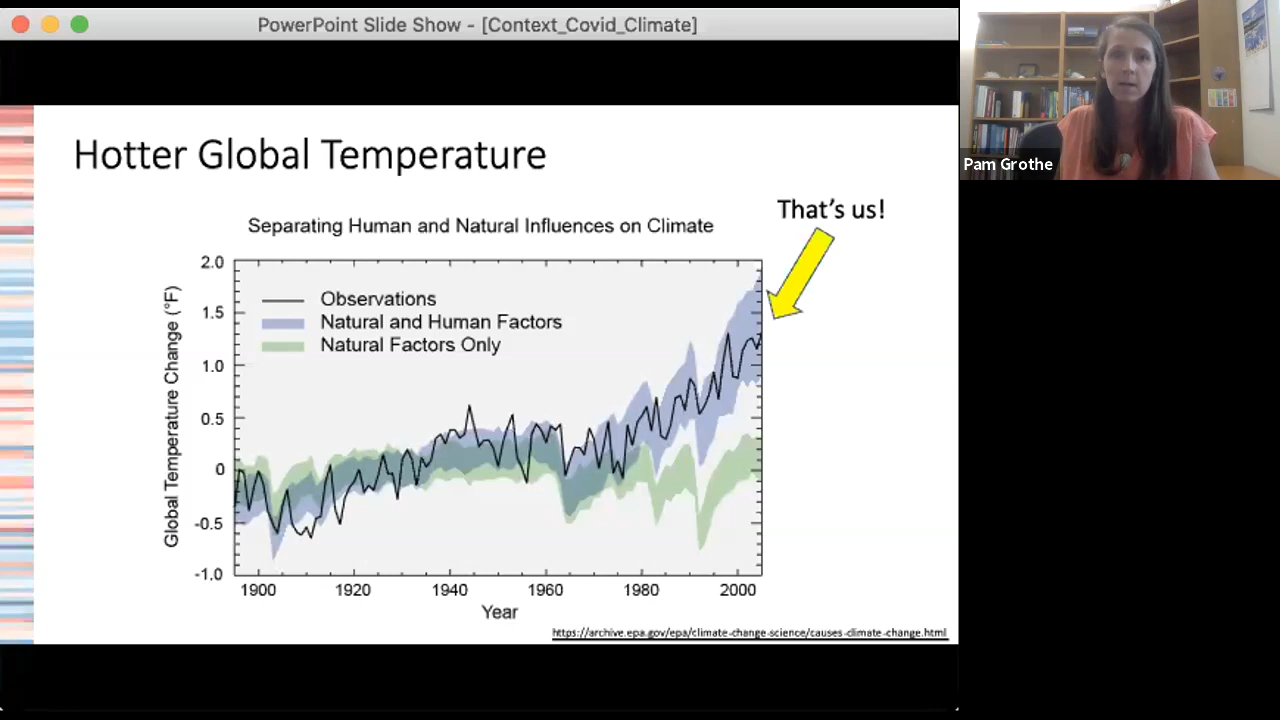 PowerPoint Slide Show - [Context_Covid_Climate]
Pam Grothe
Hotter Global Temperature
That's us!
Separating Human and Natural Influences on Climate
Observations
Natural and Human Factors
Natural Factors Only
Global Temperature Change (°F)
2.0
1.5
1.0
0.5
0
-0.5
-1.0
1900 1920 1940 1960 1980 2000
Year
https://archive.epa.gov/epa/climate-change-science/causes-climate-change.html